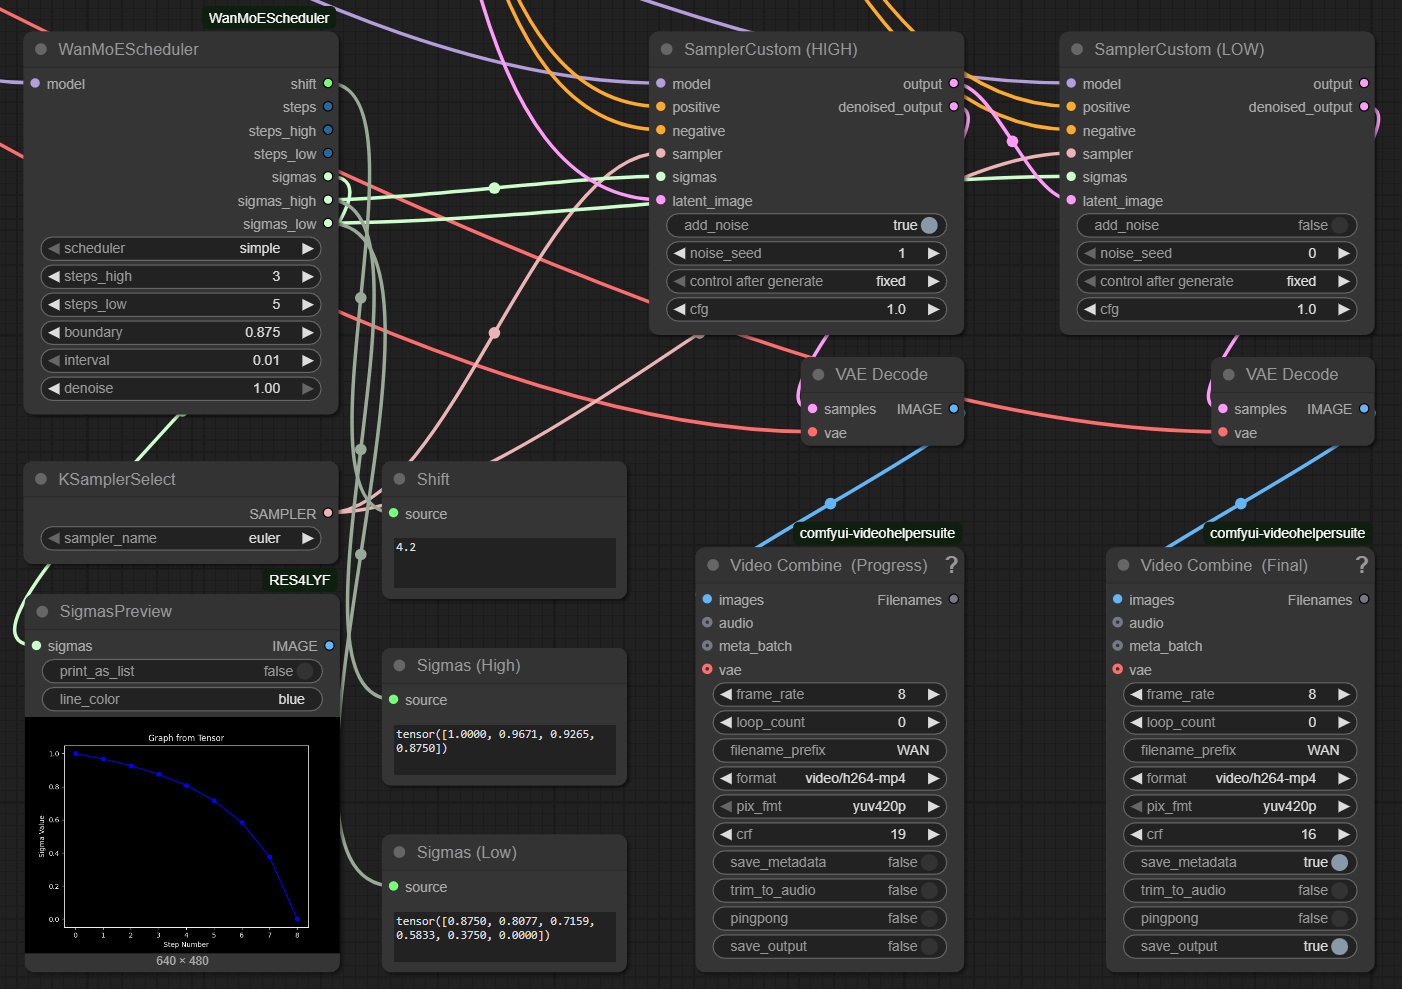 WanMoEScheduler
WanMoEScheduler
model
shift
steps
steps_high
steps_low
sigmas
sigmas_high
sigmas_low
scheduler simple
steps_high 3
steps_low 5
boundary 0.875
interval 0.01
denoise 1.00
KSamplerSelect
SAMPLER
sampler_name euler
RES4LYF
SigmasPreview
sigmas IMAGE
print_as_list false
line_color blue
Graph from Tensor
Sigma Value
1.0
0.8
0.6
0.4
0.2
0.0
0 1 2 3 4 5 6 7 8
Step Number
640 × 480
Shift
source
4.2
Sigmas (High)
source
tensor([1.0000, 0.9671, 0.9265,
0.8750])
Sigmas (Low)
source
tensor([0.8750, 0.8077, 0.7159,
0.5833, 0.3750, 0.0000])
SamplerCustom (HIGH)
model output
positive denoised_output
negative
sampler
sigmas
latent_image
add_noise true
noise_seed 1
control after generate fixed
cfg 1.0
VAE Decode
samples IMAGE
vae
comfyui-videohelpersuite
Video Combine (Progress) ?
images Filenames
audio
meta_batch
vae
frame_rate 8
loop_count 0
filename_prefix WAN
format video/h264-mp4
pix_fmt yuv420p
crf 19
save_metadata false
trim_to_audio false
pingpong false
save_output false
SamplerCustom (LOW)
model output
positive denoised_output
negative
sampler
sigmas
latent_image
add_noise false
noise_seed 0
control after generate fixed
cfg 1.0
VAE Decode
samples IMAGE
vae
comfyui-videohelpersuite
Video Combine (Final) ?
images Filenames
audio
meta_batch
vae
frame_rate 8
loop_count 0
filename_prefix WAN
format video/h264-mp4
pix_fmt yuv420p
crf 16
save_metadata true
trim_to_audio false
pingpong false
save_output true